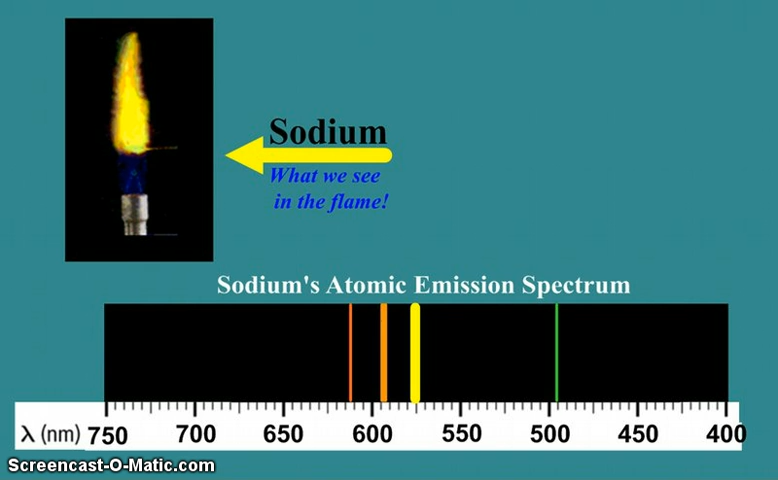 Sodium
What we see
in the flame!
Sodium's Atomic Emission Spectrum
λ (nm) 750 700 650 600 550 500 450 400
Screencast-O-Matic.com